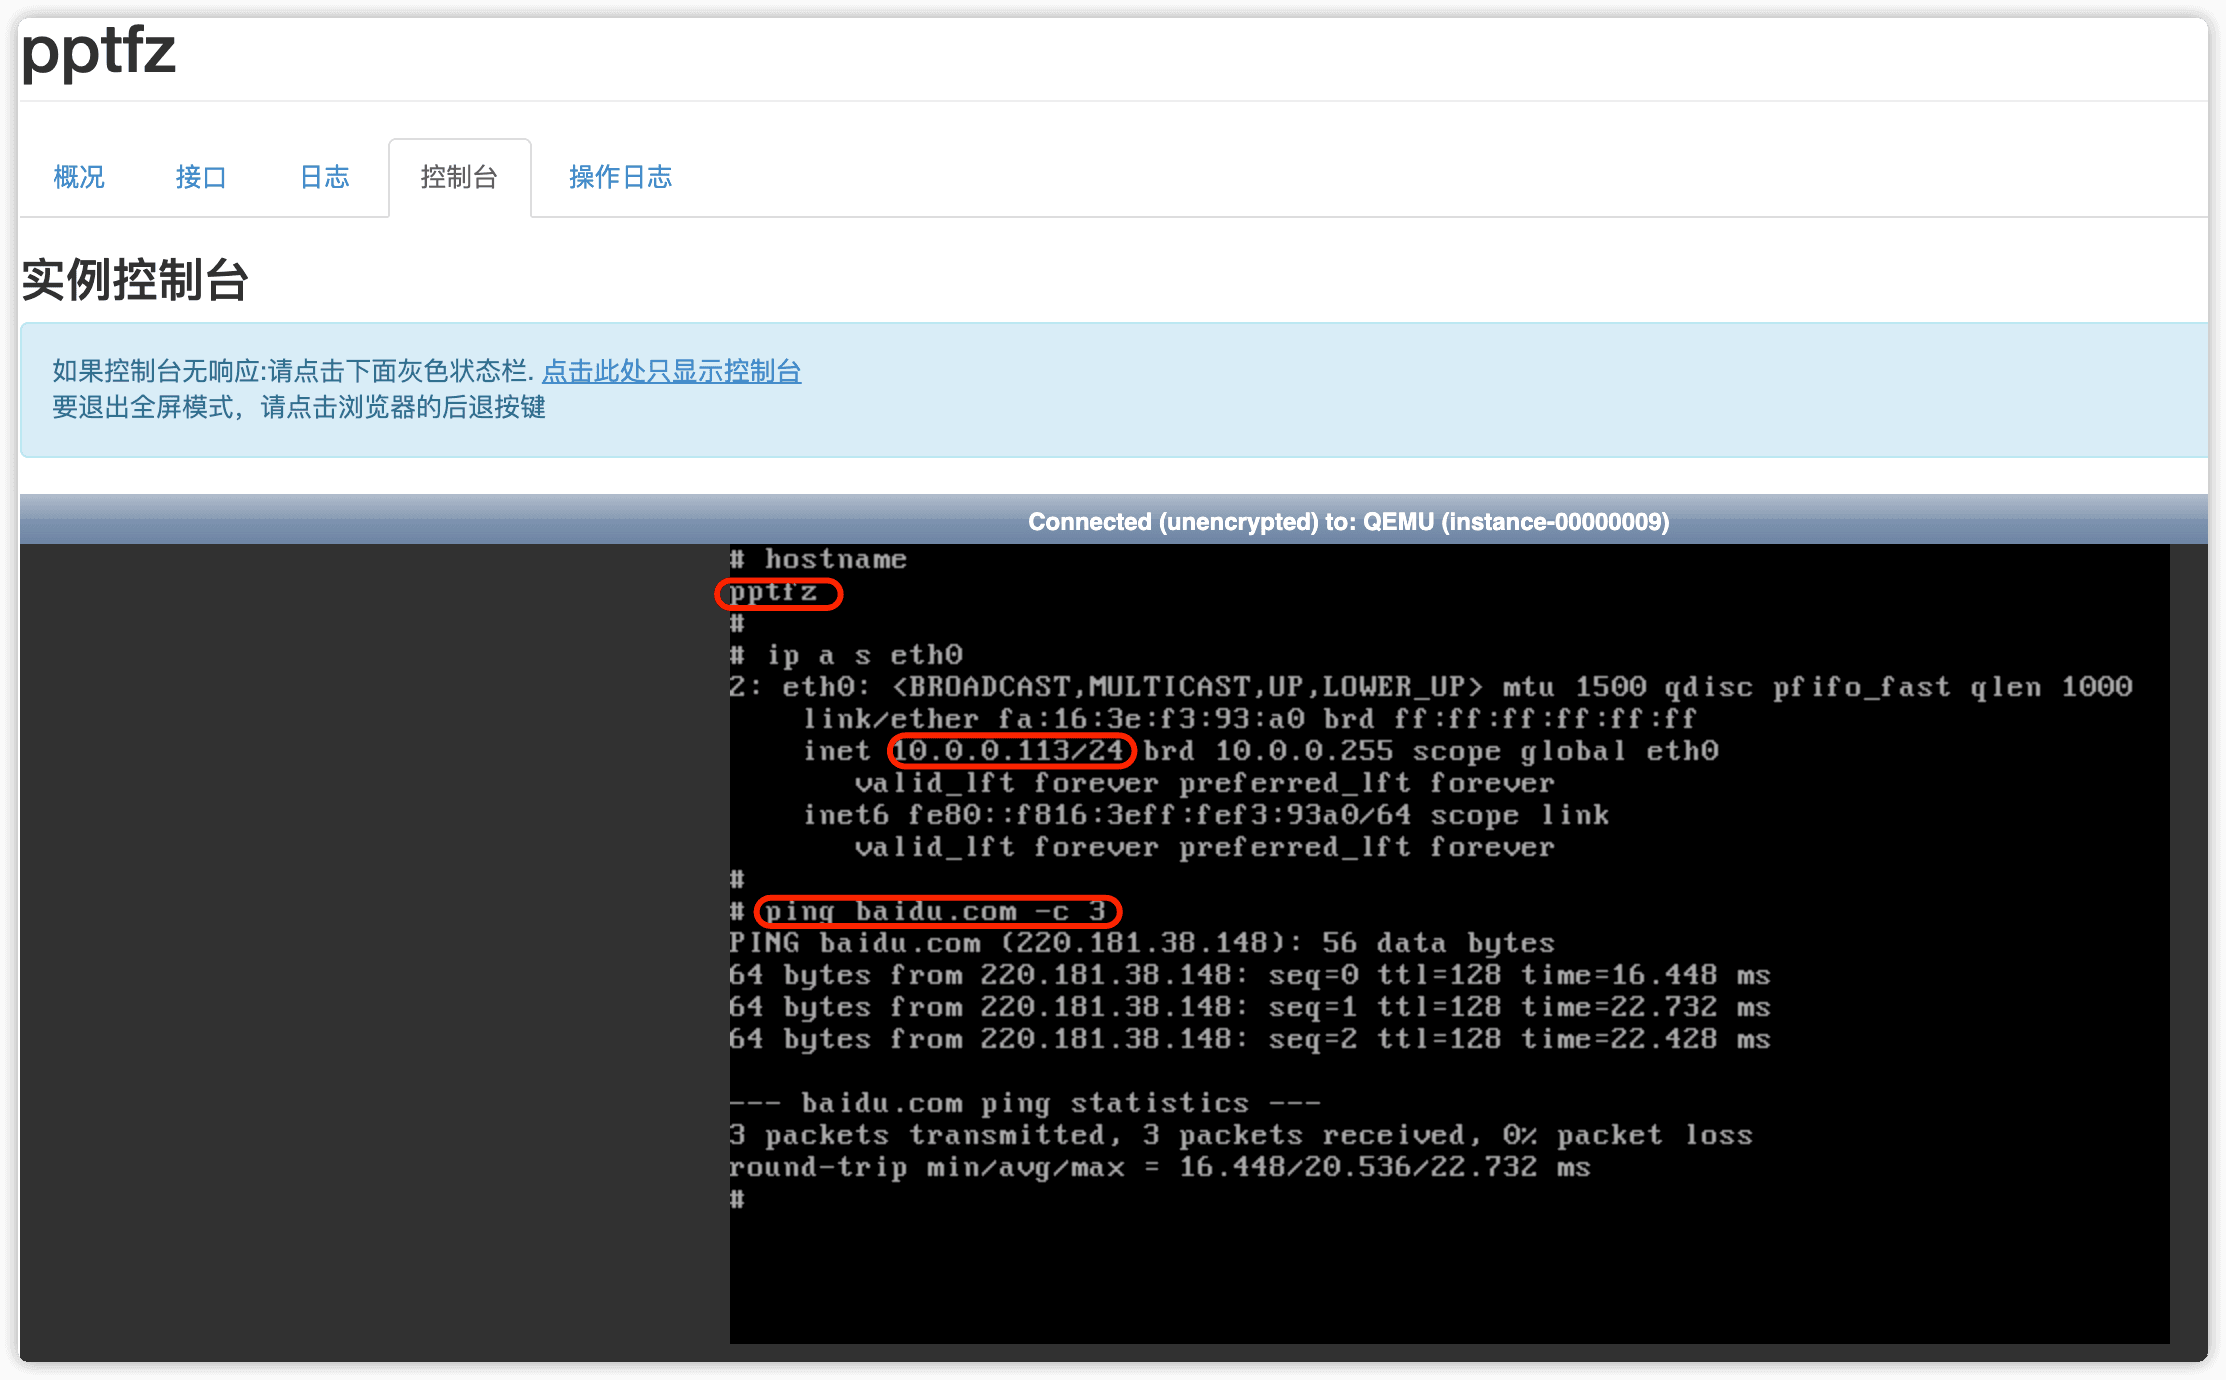 pptfz
概况 接口 日志 控制台 操作日志
实例控制台
如果控制台无响应:请点击下面灰色状态栏. 点击此处只显示控制台
要退出全屏模式，请点击浏览器的后退按键
Connected (unencrypted) to: QEMU (instance-00000009)
# hostname
pptfz
#
# ip a s eth0
2: eth0: <BROADCAST,MULTICAST,UP,LOWER_UP> mtu 1500 qdisc pfifo_fast qlen 1000
link/ether fa:16:3e:f3:93:a0 brd ff:ff:ff:ff:ff:ff
inet 10.0.0.113/24 brd 10.0.0.255 scope global eth0
valid_lft forever preferred_lft forever
inet6 fe80::f816:3eff:fef3:93a0/64 scope link
valid_lft forever preferred_lft forever
#
# ping baidu.com -c 3
PING baidu.com (220.181.38.148): 56 data bytes
64 bytes from 220.181.38.148: seq=0 ttl=128 time=16.448 ms
64 bytes from 220.181.38.148: seq=1 ttl=128 time=22.732 ms
64 bytes from 220.181.38.148: seq=2 ttl=128 time=22.428 ms
--- baidu.com ping statistics ---
3 packets transmitted, 3 packets received, 0% packet loss
round-trip min/avg/max = 16.448/20.536/22.732 ms
#